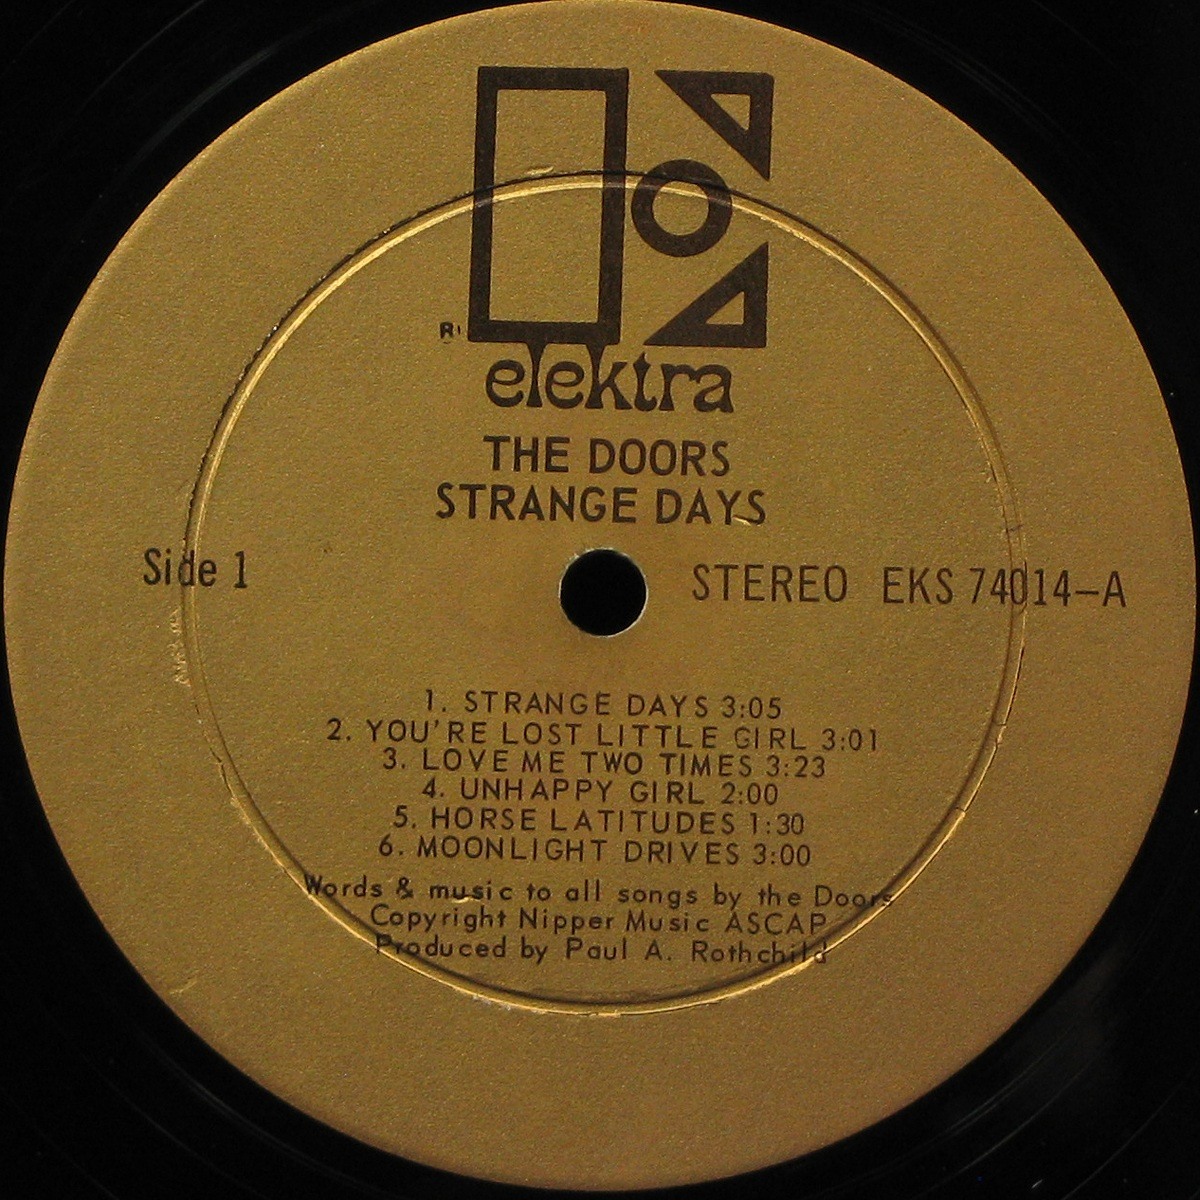 R
elektra
THE DOORS
STRANGE DAYS
Side 1
STEREO EKS 74014-A
1. STRANGE DAYS 3:05
2. YOU'RE LOST LITTLE GIRL 3:01
3. LOVE ME TWO TIMES 3:23
4. UNHAPPY GIRL 2:00
5. HORSE LATITUDES 1:30
6. MOONLIGHT DRIVES 3:00
Words & music to all songs by the Doors
Copyright Nipper Music ASCAP
Produced by Paul A. Rothchild